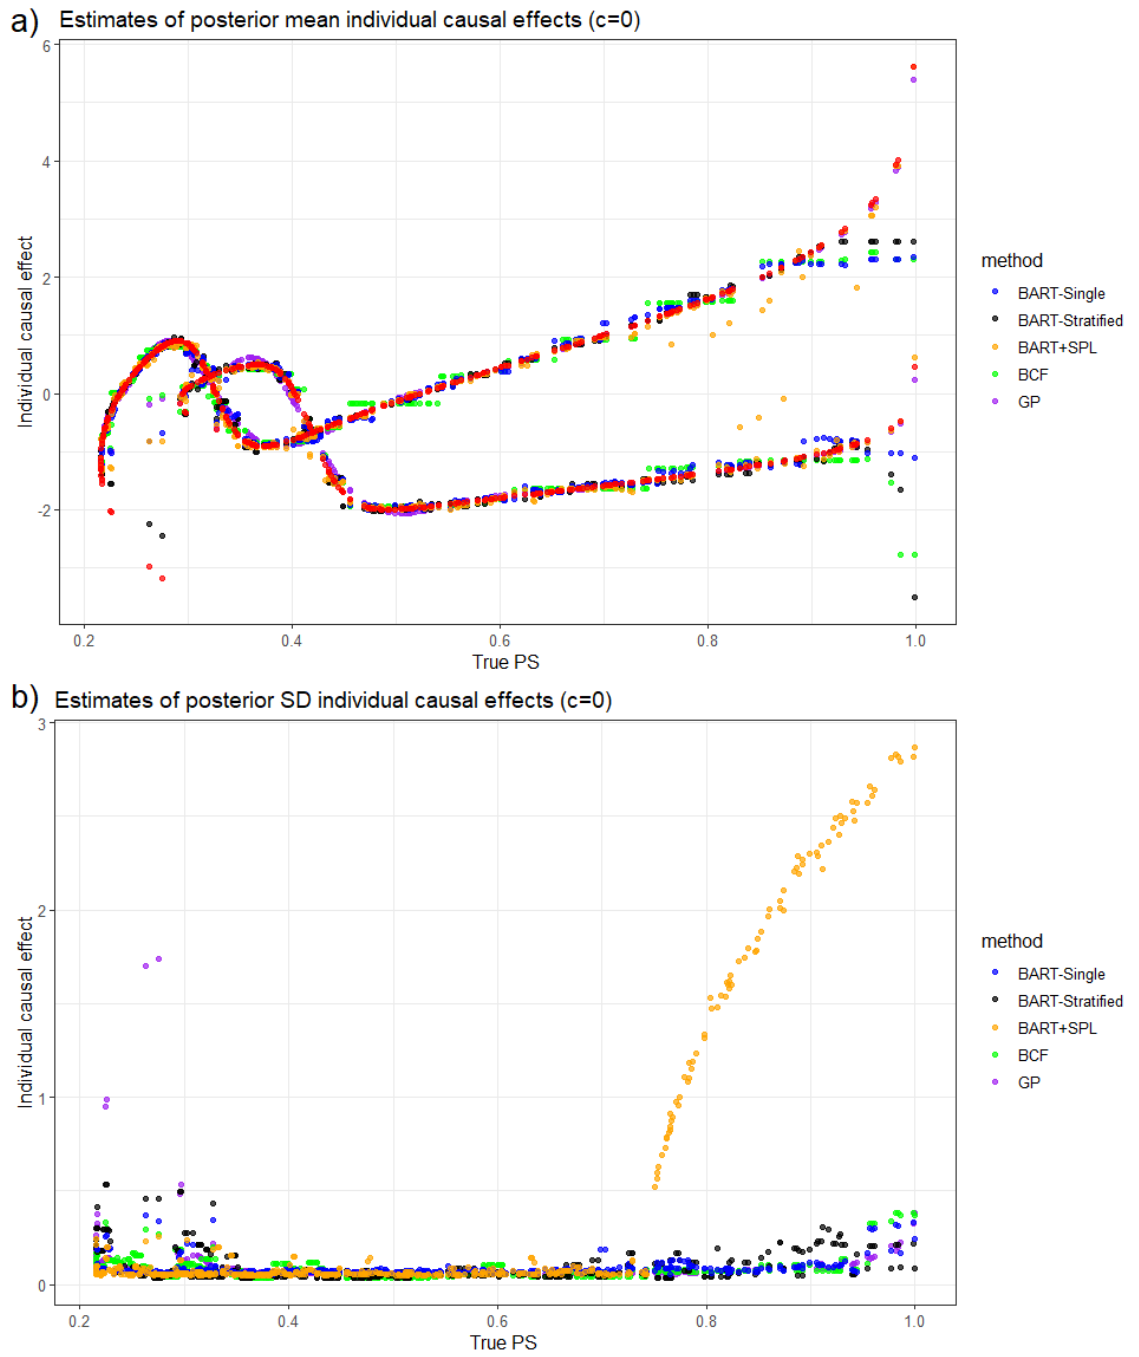 a) Estimates of posterior mean individual causal effects (c=0)
6
4
2
0
-2
Individual causal effect
0.2 0.4 0.6 0.8 1.0
True PS
method
BART-Single
BART-Stratified
BART+SPL
BCF
GP
b) Estimates of posterior SD individual causal effects (c=0)
3
2
1
0
Individual causal effect
0.2 0.4 0.6 0.8 1.0
True PS
method
BART-Single
BART-Stratified
BART+SPL
BCF
GP